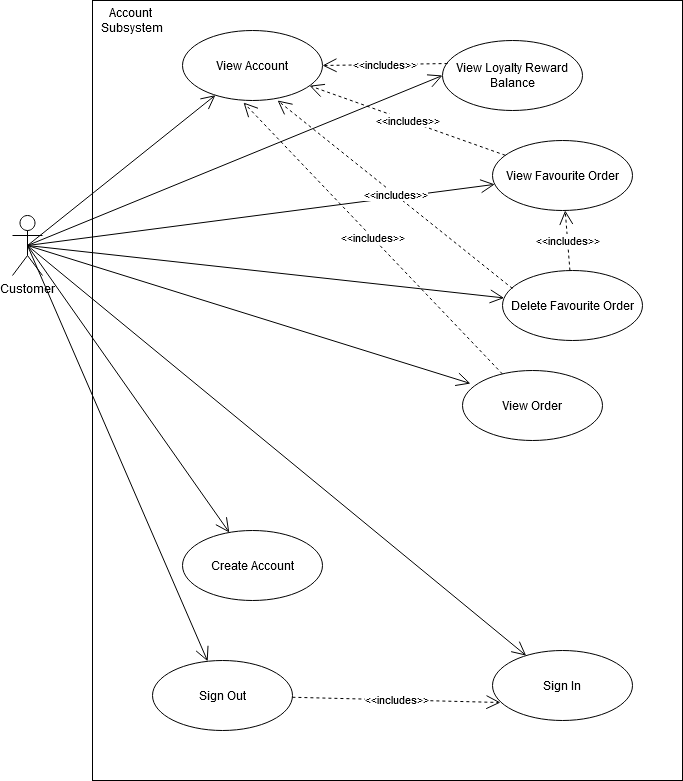 Account
Subsystem
View Account
<<includes>>
View Loyalty Reward
Balance
<<includes>>
View Favourite Order
<<includes>>
<<includes>>
<<includes>>
Customer
Delete Favourite Order
View Order
Create Account
Sign Out
<<includes>>
Sign In